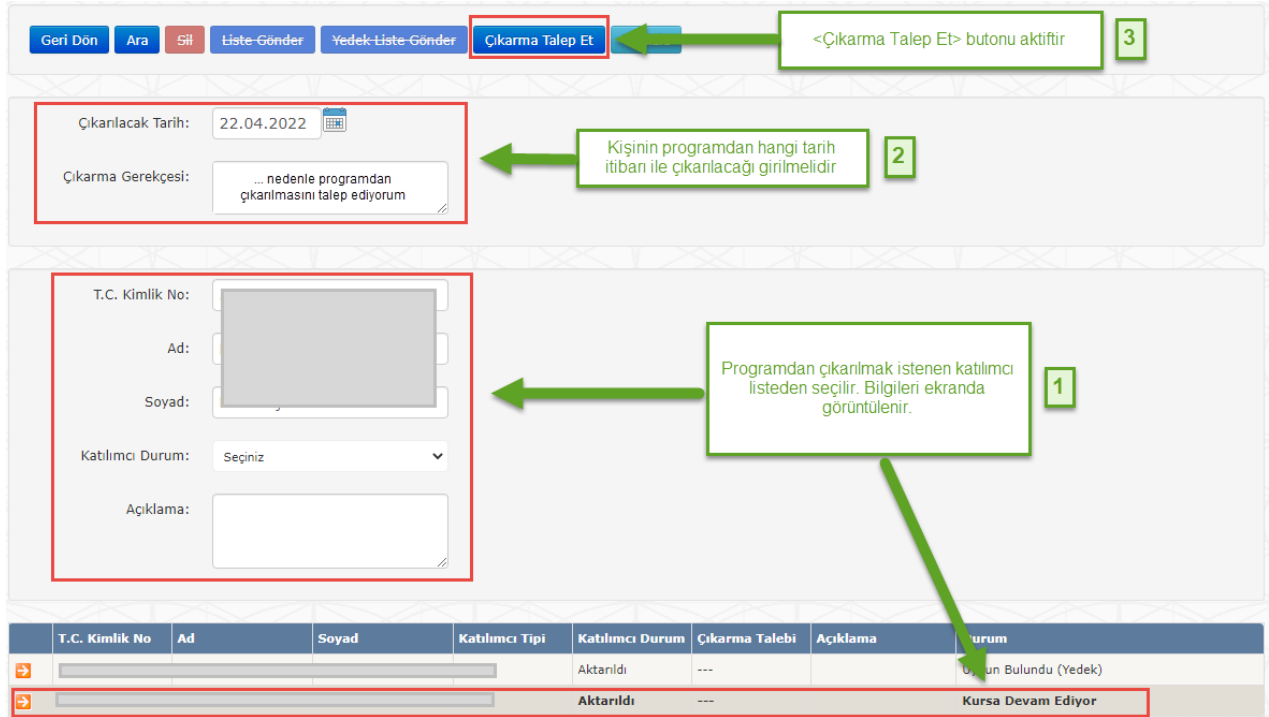 Geri Dön Ara Sil Liste Gönder Yedek Liste Gönder Çıkarma Talep Et
<Çıkarma Talep Et> butonu aktiftir
3
Çıkarılacak Tarih: 22.04.2022
Çıkarma Gerekçesi: ... nedenle programdan
çıkarılmasını talep ediyorum
Kişinin programdan hangi tarih
itibarı ile çıkarılacağı girilmelidir
2
T.C. Kimlik No:
Ad:
Soyad:
Katılımcı Durum: Seçiniz
Açıklama:
Programdan çıkarılmak istenen katılımcı
listeden seçilir. Bilgileri ekranda
görüntülenir.
1
T.C. Kimlik No Ad Soyad Katılımcı Tipi Katılımcı Durum Çıkarma Talebi Açıklama Durum
Aktarıldı --- Uygun Bulundu (Yedek)
Aktarıldı --- Kursa Devam Ediyor